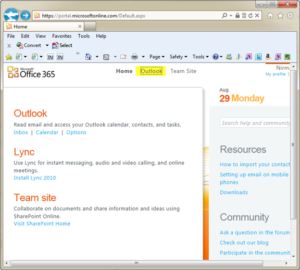 https://portal.microsoftonline.com/Default.aspx
Home
File Edit View Favorites Tools Help
Convert Select
Page Safety Tools
Microsoft
Office 365
Home Outlook Team Site
My profile
Aug
29 Monday
Outlook
Read email and access your Outlook calendar, contacts, and tasks.
Inbox | Calendar | Options
Lync
Use Lync for instant messaging, audio and video calling, and online
meetings.
Install Lync 2010
Team site
Collaborate on documents and share information and ideas using
SharePoint Online.
Visit SharePoint Home
Search help and community
Resources
How to import your contact
Setting up email on mobile
phones
Downloads
Community
Ask a question in the forum
Check out our blog
Participate in the communit